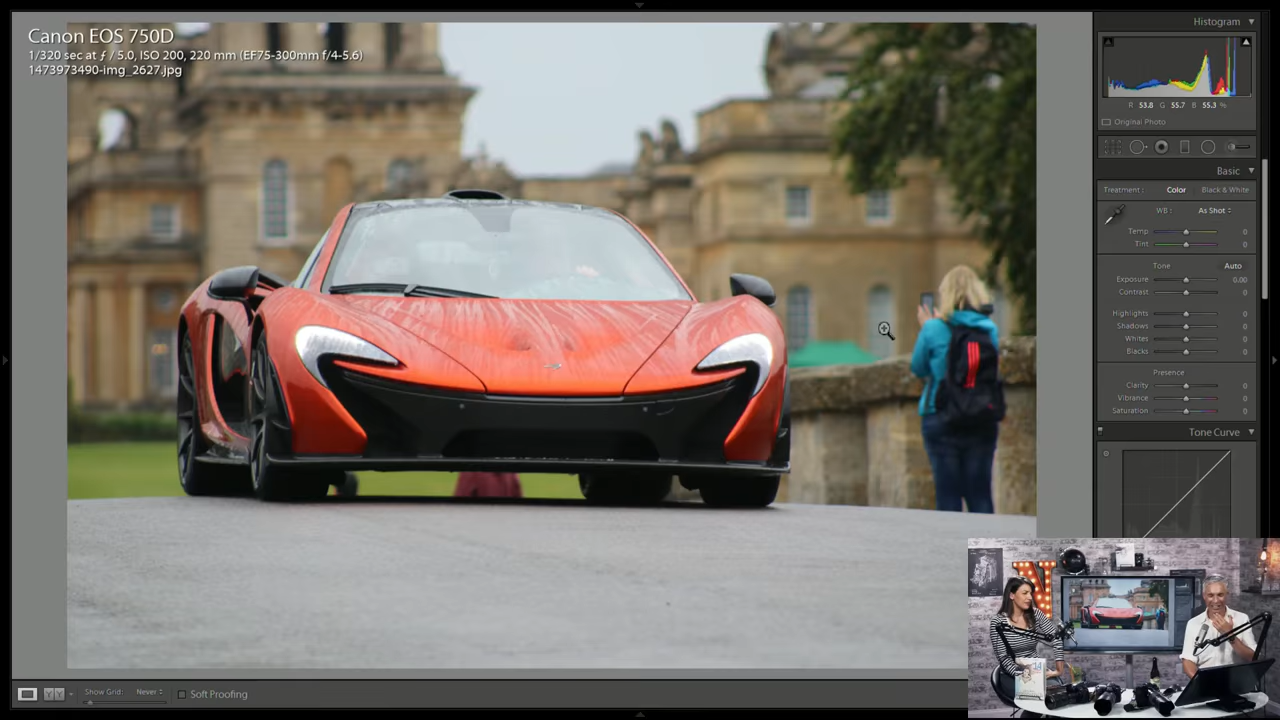 Canon EOS 750D
1/320 sec at ƒ / 5.0, ISO 200, 220 mm (EF75-300mm f/4-5.6)
1473973490-img_2627.jpg
Histogram
R 53.8 G 55.7 B 55.3 %
Original Photo
Basic
Treatment : Color Black & White
WB : As Shot
Temp 0
Tint 0
Tone Auto
Exposure 0.00
Contrast 0
Highlights 0
Shadows 0
Whites 0
Blacks 0
Presence
Clarity 0
Vibrance 0
Saturation 0
Tone Curve
Show Grid: Never
Soft Proofing